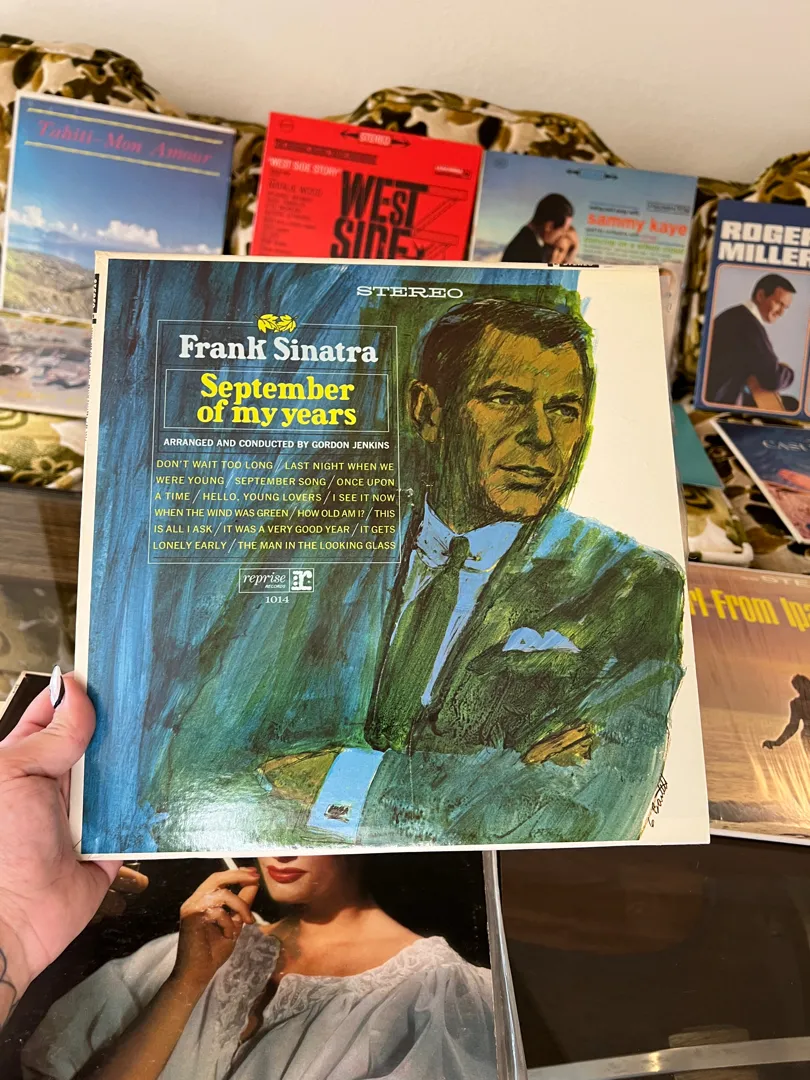 Tahiti-Mon Amour
STEREO
"WEST SIDE STORY"
WEST
SIDE
sammy kaye
ROGER
MILLER
STEREO
Frank Sinatra
September
of my years
ARRANGED AND CONDUCTED BY GORDON JENKINS
DON'T WAIT TOO LONG / LAST NIGHT WHEN WE
WERE YOUNG / SEPTEMBER SONG / ONCE UPON
A TIME / HELLO, YOUNG LOVERS / I SEE IT NOW
WHEN THE WIND WAS GREEN / HOW OLD AM I? / THIS
IS ALL I ASK / IT WAS A VERY GOOD YEAR / IT GETS
LONELY EARLY / THE MAN IN THE LOOKING GLASS
reprise
RECORDS
1014
From